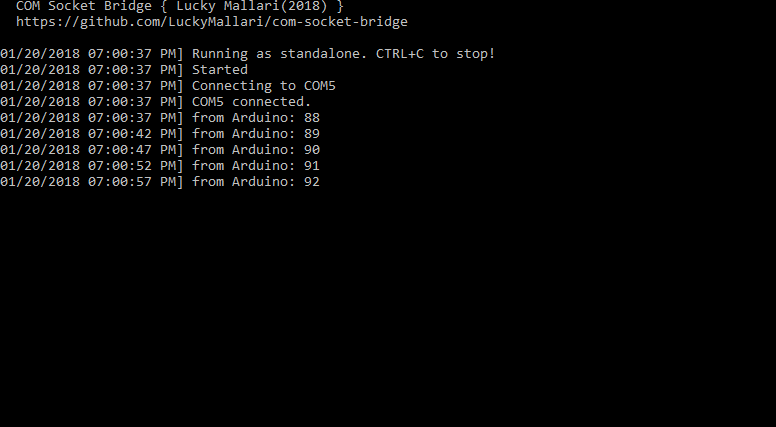 COM Socket Bridge { Lucky Mallari(2018) }
https://github.com/LuckyMallari/com-socket-bridge
01/20/2018 07:00:37 PM] Running as standalone. CTRL+C to stop!
01/20/2018 07:00:37 PM] Started
01/20/2018 07:00:37 PM] Connecting to COM5
01/20/2018 07:00:37 PM] COM5 connected.
01/20/2018 07:00:37 PM] from Arduino: 88
01/20/2018 07:00:42 PM] from Arduino: 89
01/20/2018 07:00:47 PM] from Arduino: 90
01/20/2018 07:00:52 PM] from Arduino: 91
01/20/2018 07:00:57 PM] from Arduino: 92